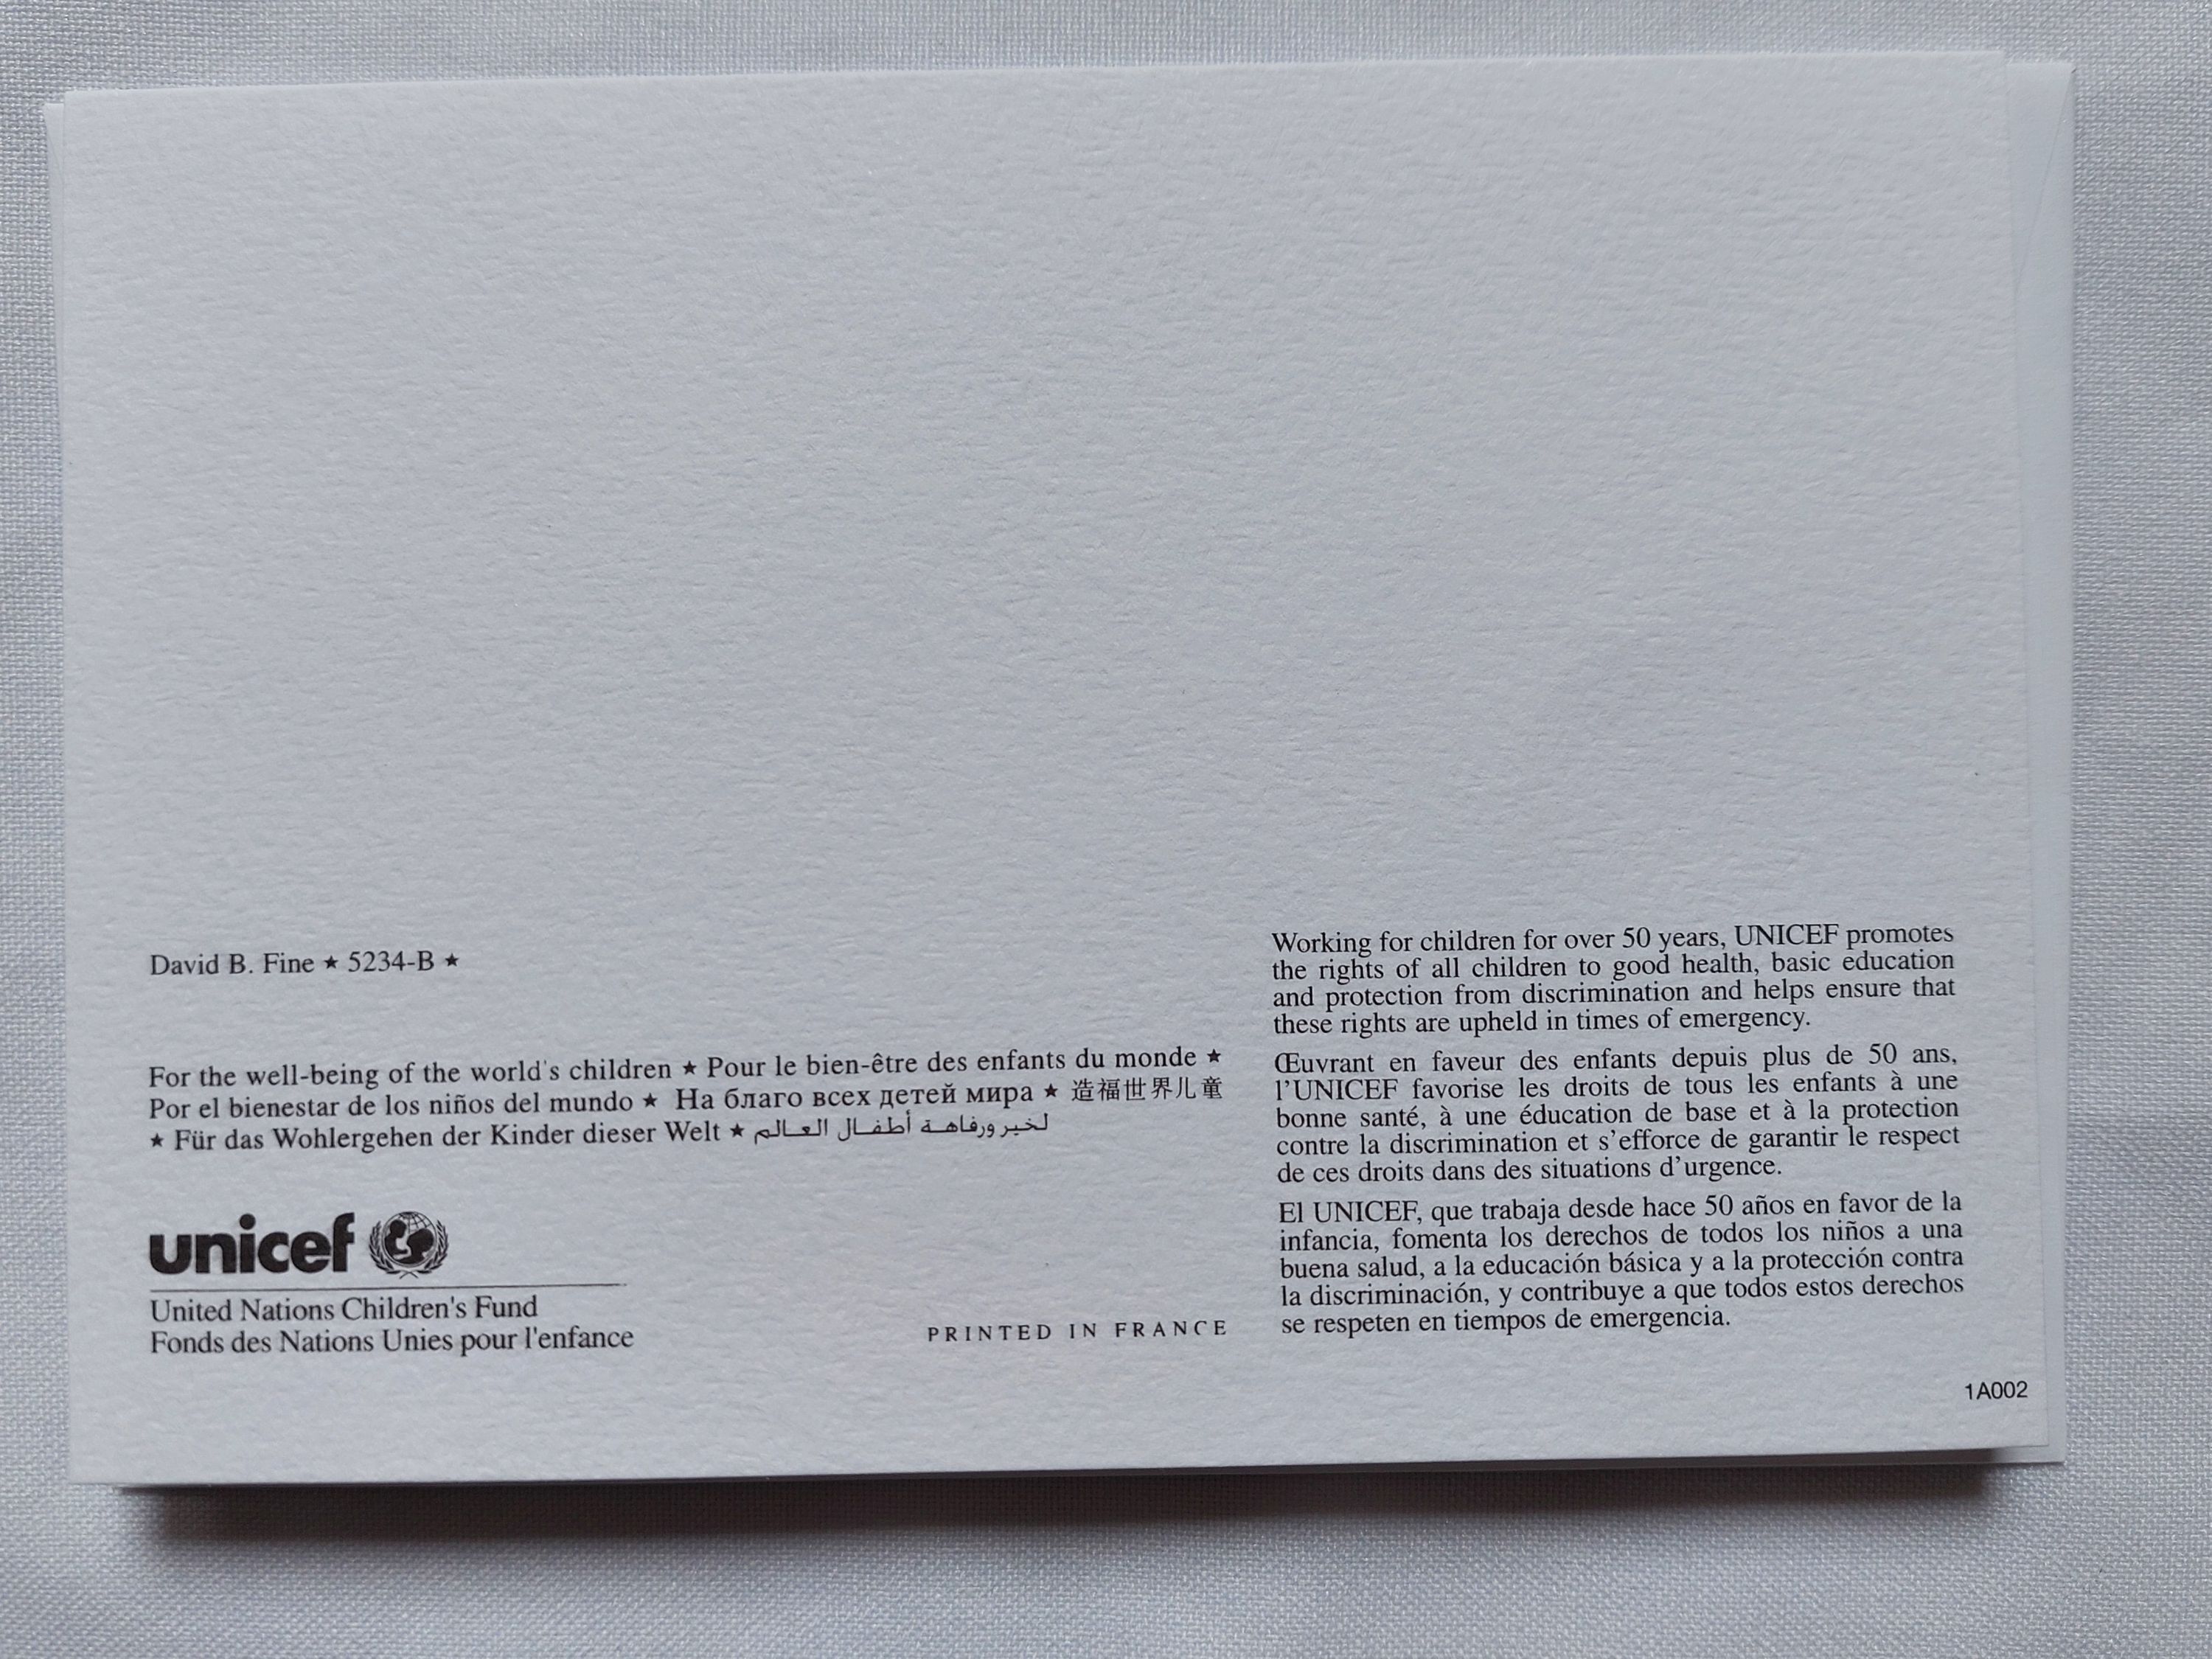 David B. Fine ★ 5234-B ★
For the well-being of the world's children ★ Pour le bien-être des enfants du monde ★
Por el bienestar de los niños del mundo ★ На благо всех детей мира ★ 造福世界儿童
★ Für das Wohlergehen der Kinder dieser Welt ★ لخير ورفاهة أطفال العالم
unicef
United Nations Children's Fund
Fonds des Nations Unies pour l'enfance
PRINTED IN FRANCE
Working for children for over 50 years, UNICEF promotes
the rights of all children to good health, basic education
and protection from discrimination and helps ensure that
these rights are upheld in times of emergency.
Œuvrant en faveur des enfants depuis plus de 50 ans,
l’UNICEF favorise les droits de tous les enfants à une
bonne santé, à une éducation de base et à la protection
contre la discrimination et s’efforce de garantir le respect
de ces droits dans des situations d’urgence.
El UNICEF, que trabaja desde hace 50 años en favor de la
infancia, fomenta los derechos de todos los niños a una
buena salud, a la educación básica y a la protección contra
la discriminación, y contribuye a que todos estos derechos
se respeten en tiempos de emergencia.
1A002